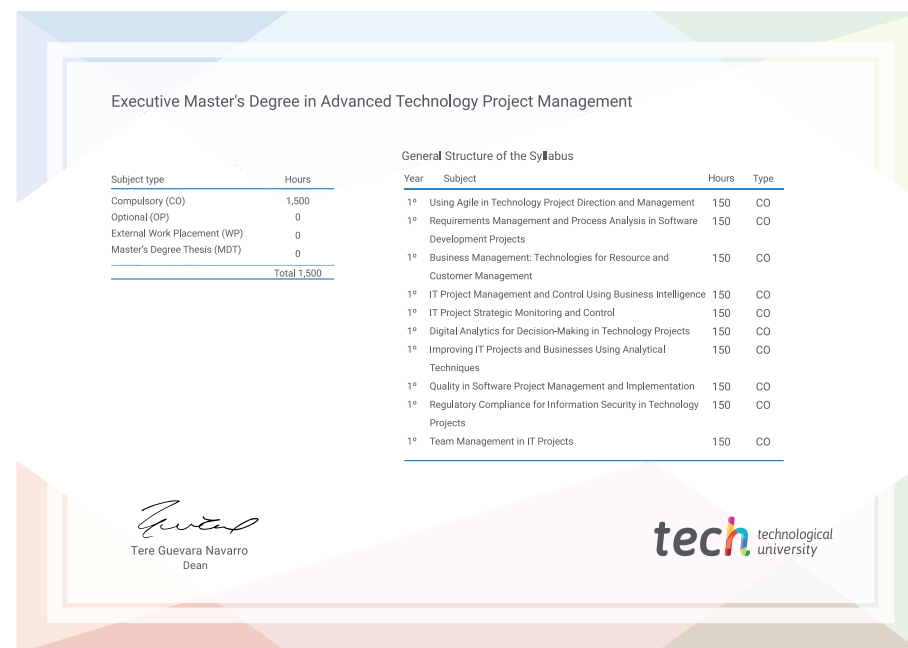 Executive Master's Degree in Advanced Technology Project Management
Subject type Hours
Compulsory (CO) 1,500
Optional (OP) 0
External Work Placement (WP) 0
Master's Degree Thesis (MDT) 0
Total 1,500
General Structure of the Syllabus
Year Subject Hours Type
1º Using Agile in Technology Project Direction and Management 150 CO
1º Requirements Management and Process Analysis in Software 150 CO
Development Projects
1º Business Management: Technologies for Resource and 150 CO
Customer Management
1º IT Project Management and Control Using Business Intelligence 150 CO
1º IT Project Strategic Monitoring and Control 150 CO
1º Digital Analytics for Decision-Making in Technology Projects 150 CO
1º Improving IT Projects and Businesses Using Analytical 150 CO
Techniques
1º Quality in Software Project Management and Implementation 150 CO
1º Regulatory Compliance for Information Security in Technology 150 CO
Projects
1º Team Management in IT Projects 150 CO
Tere Guevara Navarro
Dean
tech technological
university